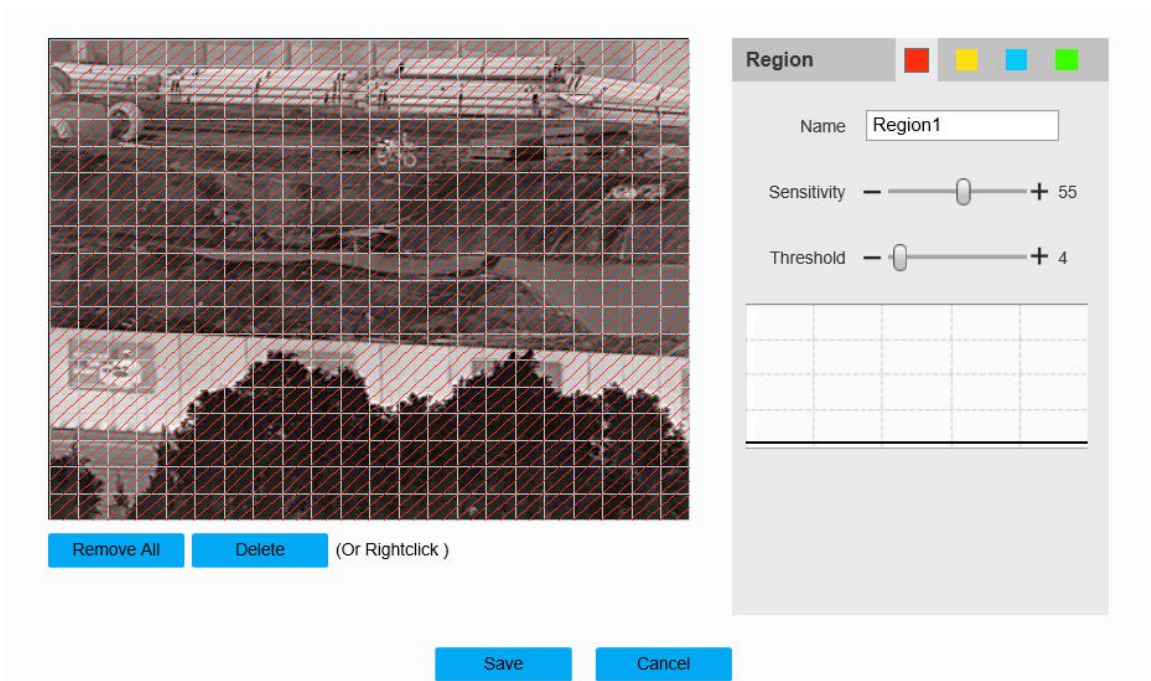 Region
Name Region1
Sensitivity − + 55
Threshold − + 4
Remove All Delete (Or Rightclick )
Save Cancel